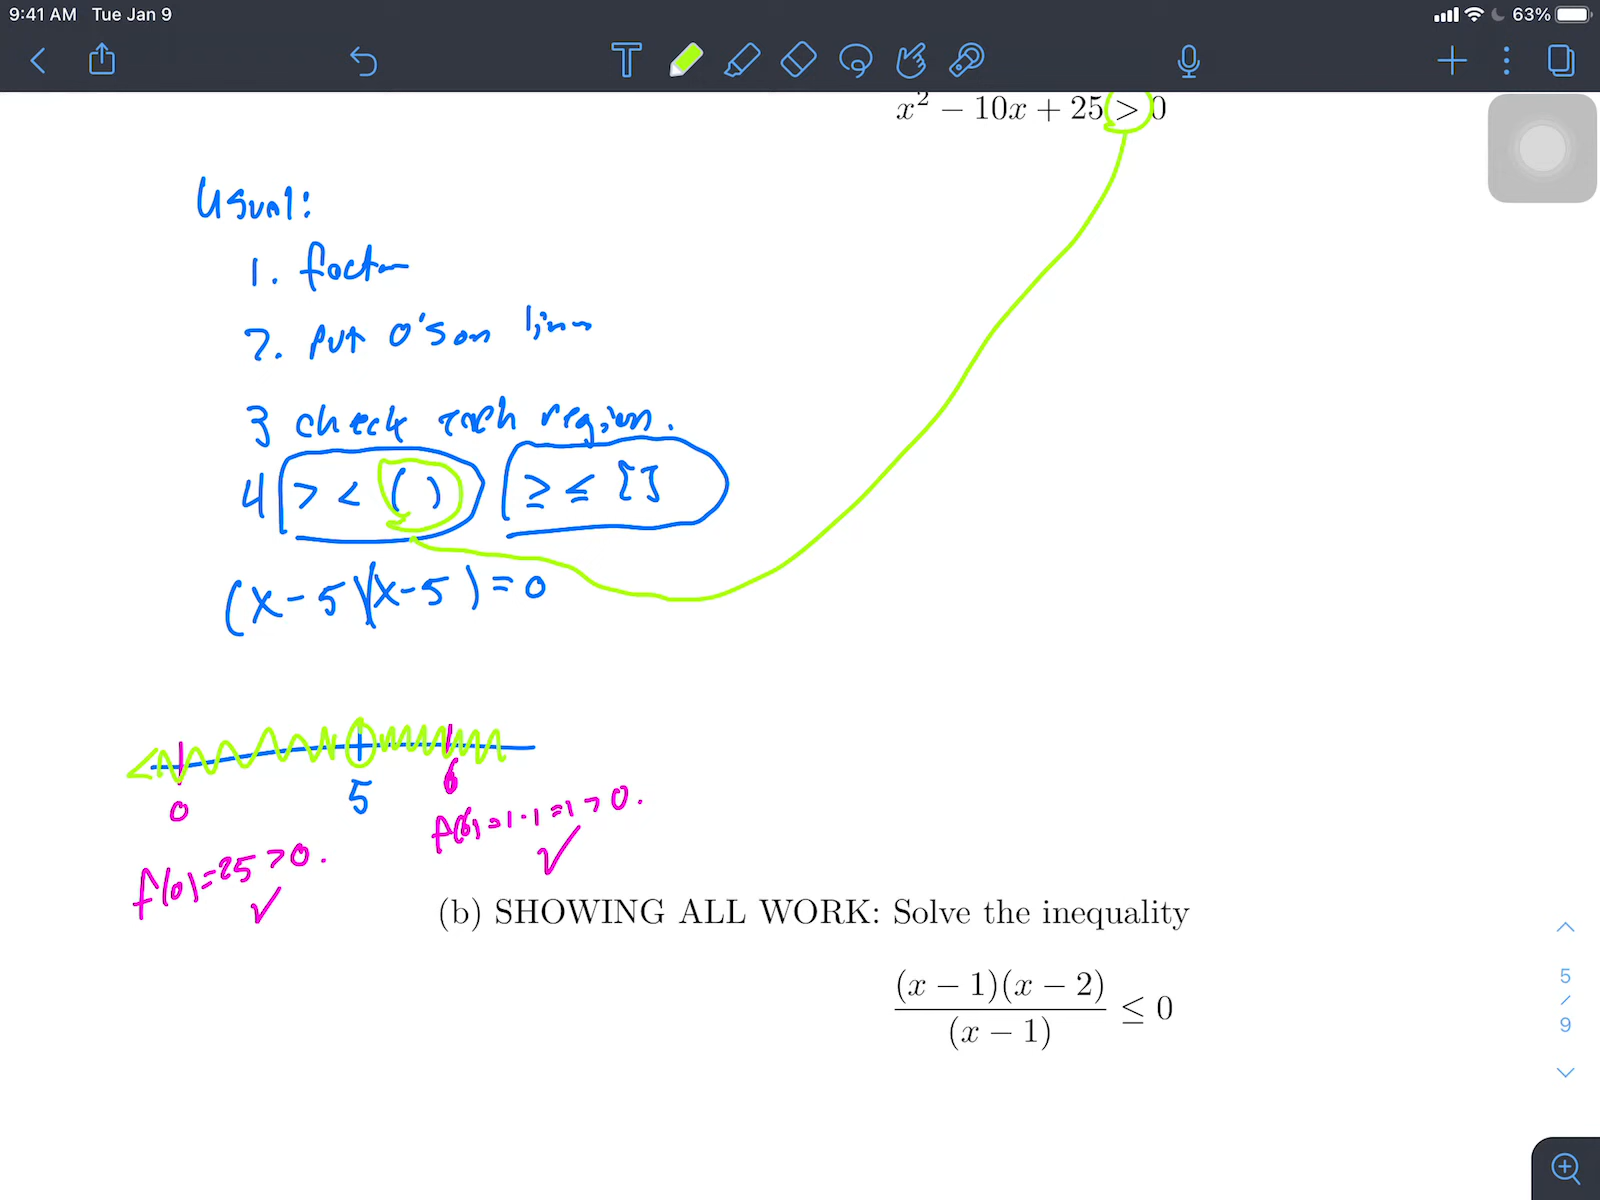 9:41 AM Tue Jan 9
63%
x² − 10x + 25 > 0
Usual:
1. factor
2. put 0's on line
3 check each region.
4 > < ( ) ≥ ≤ [ ]
(x-5)(x-5)=0
0 5 6
f(6)=1·1=1>0.
✓
f(0)=25>0.
✓
(b) SHOWING ALL WORK: Solve the inequality
(x − 1)(x − 2)
(x − 1)
≤ 0
5
/
9